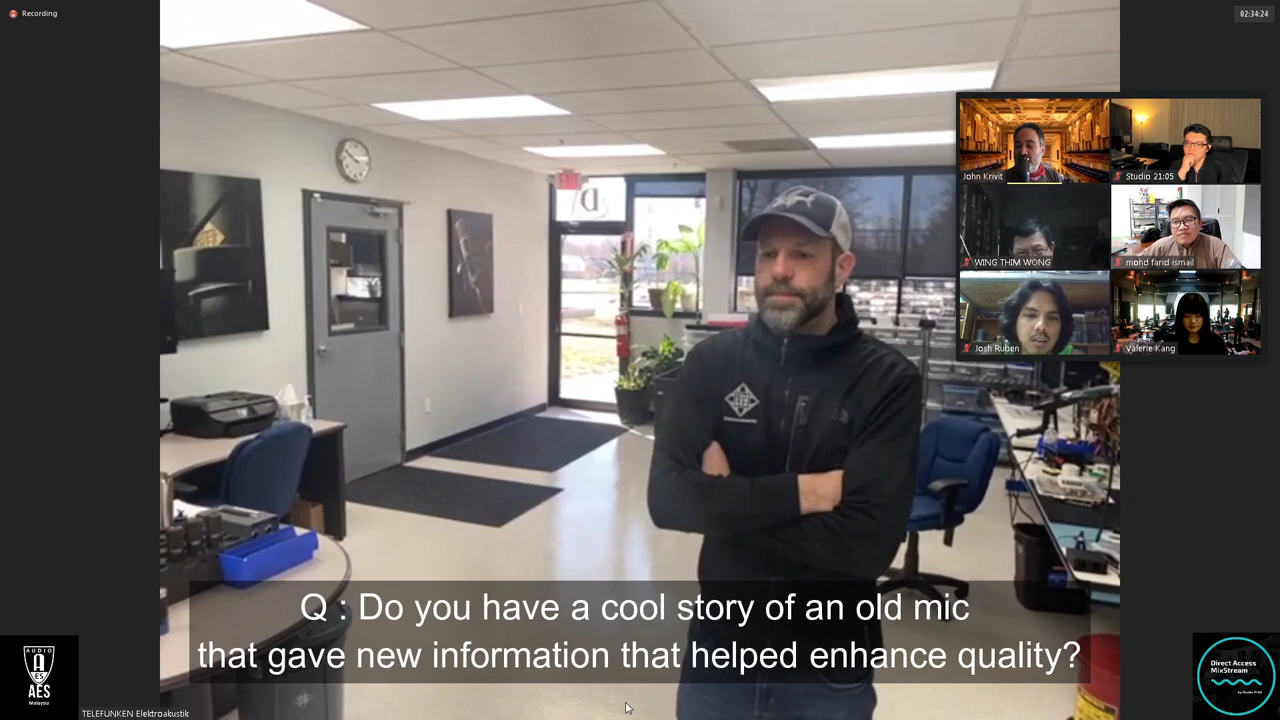 Recording
02:34:24
D
John Krivit
Studio 21:05
WING THIM WONG
mohd farid ismail
Josh Ruben
Valerie Kang
Q : Do you have a cool story of an old mic
that gave new information that helped enhance quality?
AUDIO
AES
Malaysia
TELEFUNKEN Elektroakustik
Direct Access
MixStream